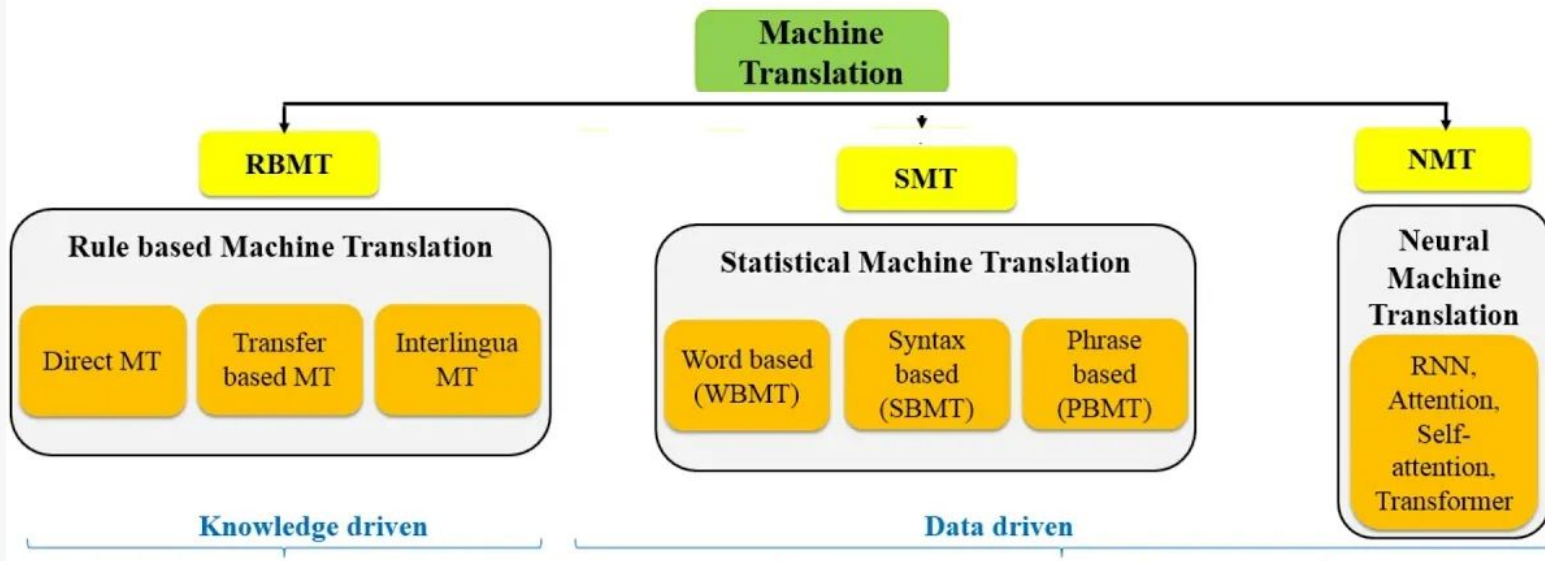 Machine
Translation
RBMT
SMT
NMT
Rule based Machine Translation
Direct MT
Transfer
based MT
Interlingua
MT
Statistical Machine Translation
Word based
(WBMT)
Syntax
based
(SBMT)
Phrase
based
(PBMT)
Neural
Machine
Translation
RNN,
Attention,
Self-
attention,
Transformer
Knowledge driven
Data driven